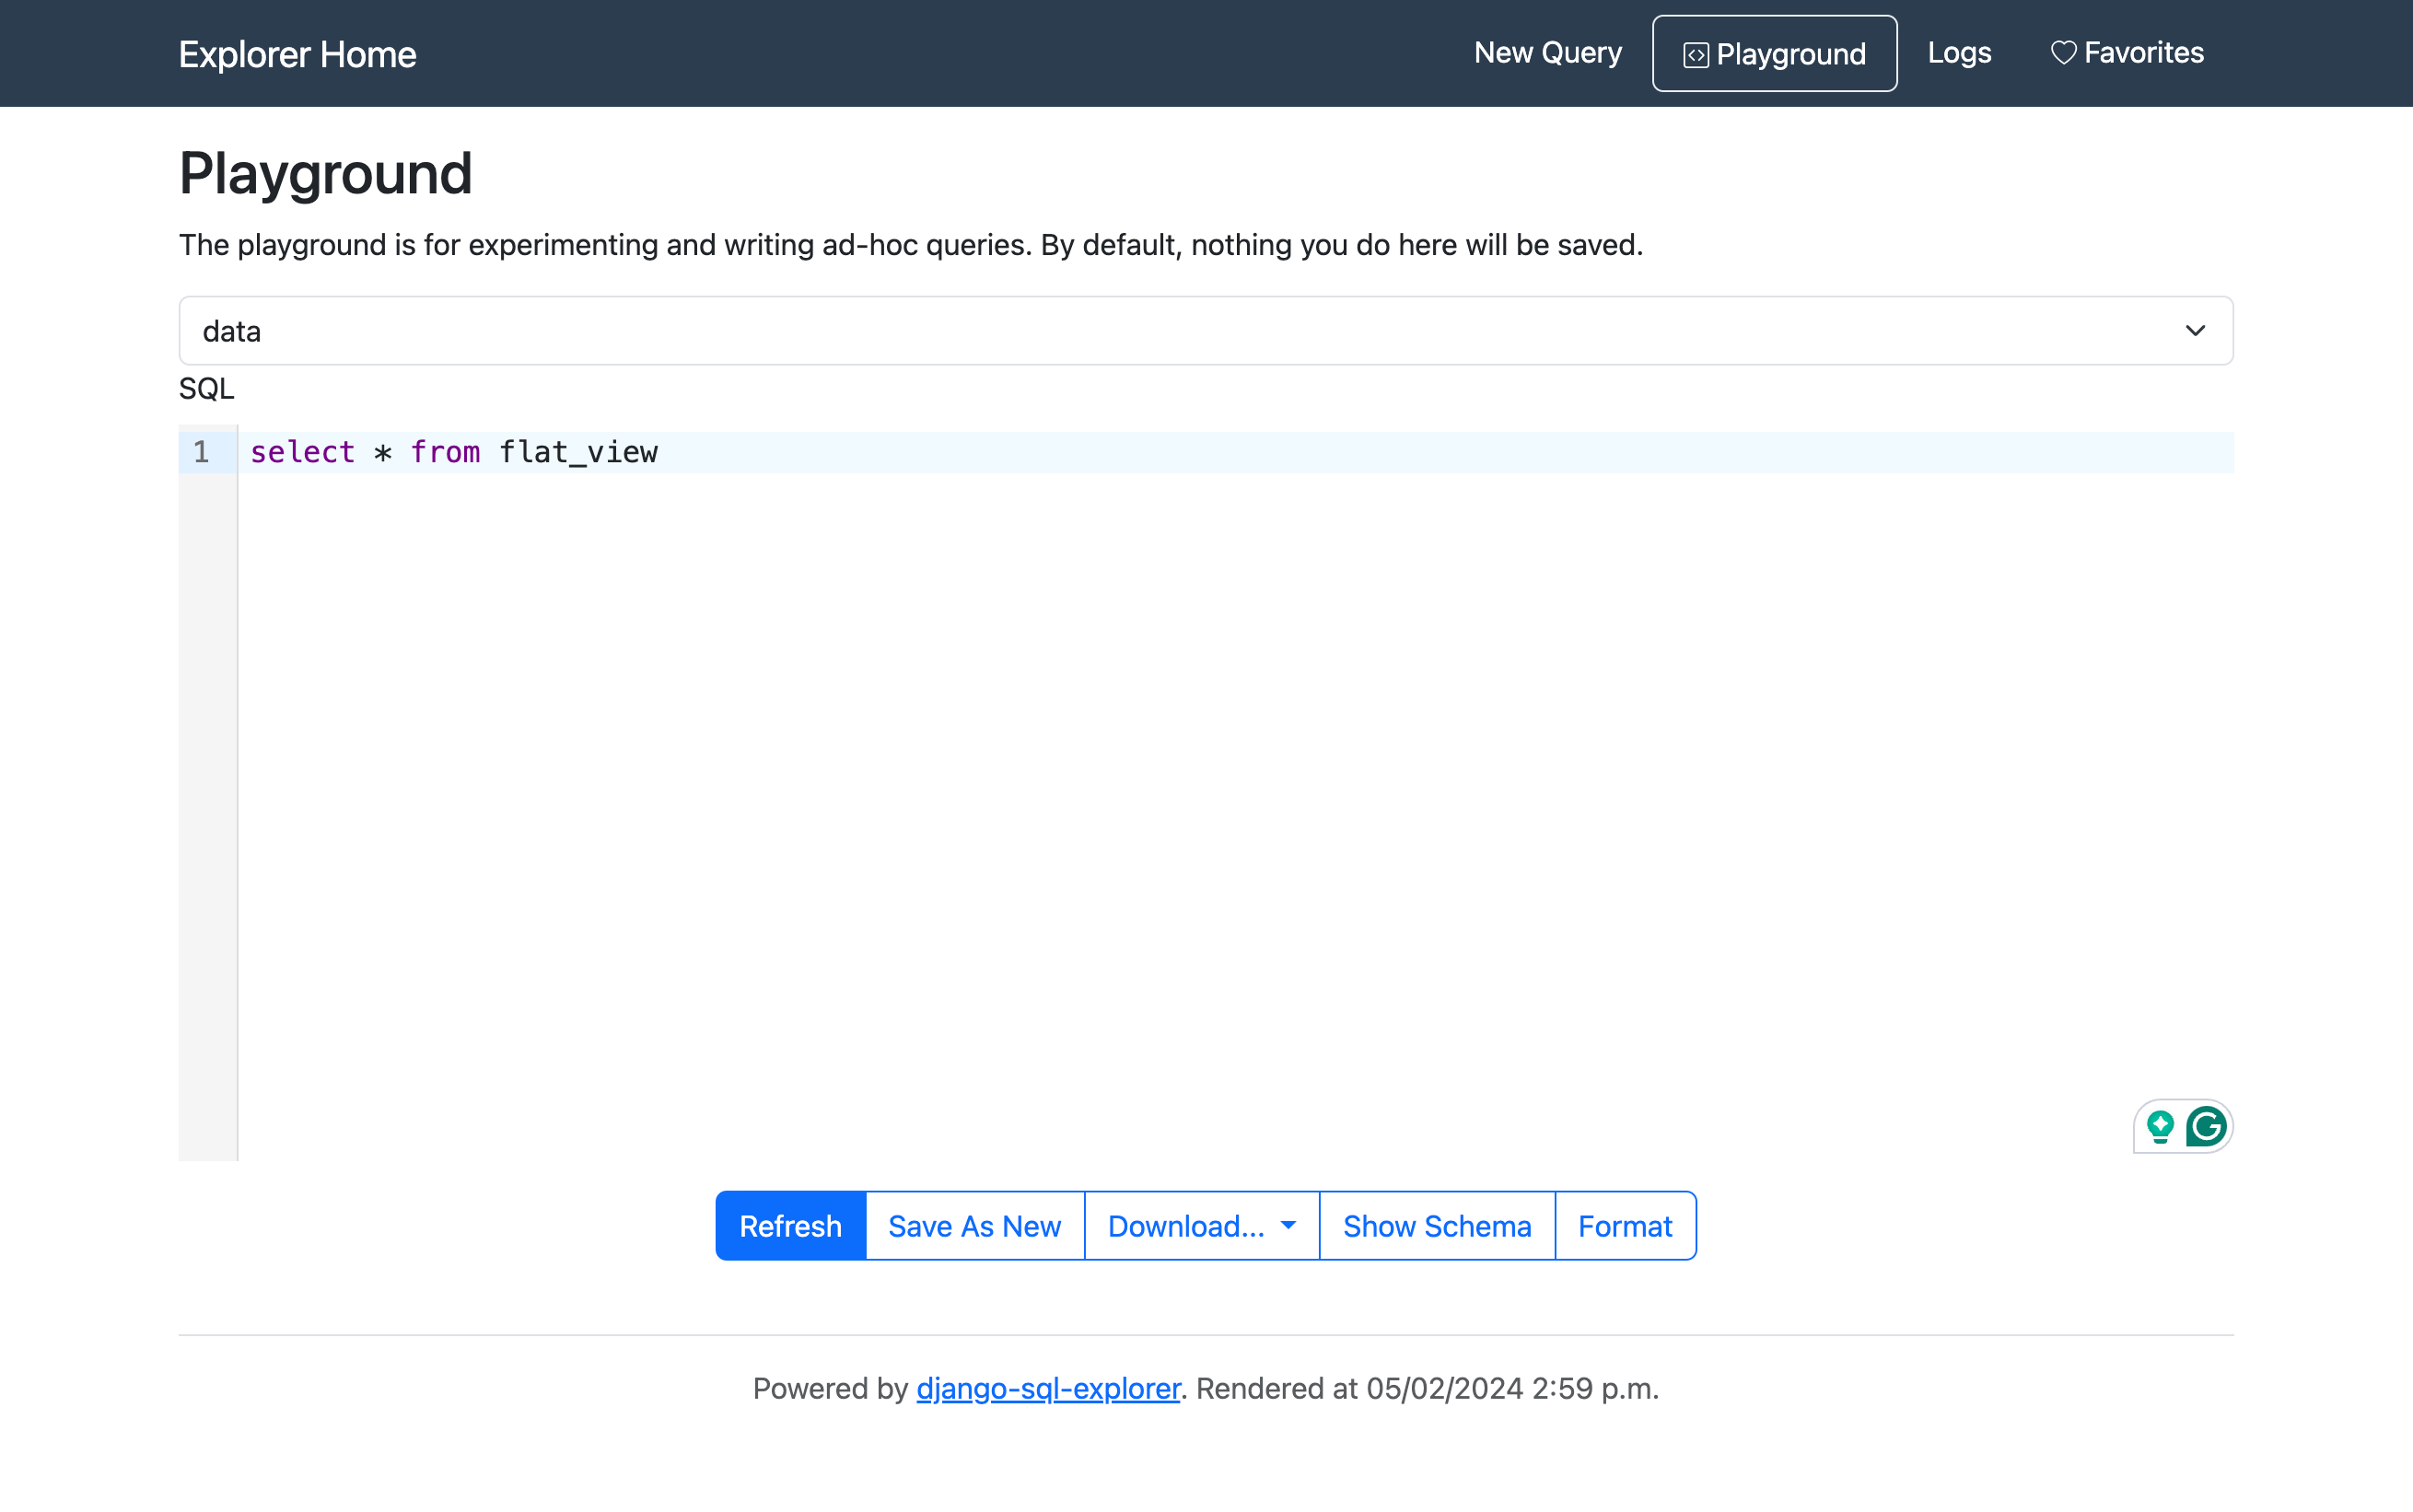 Explorer Home New Query Playground Logs Favorites
Playground
The playground is for experimenting and writing ad-hoc queries. By default, nothing you do here will be saved.
data
SQL
1 select * from flat_view
Refresh Save As New Download... Show Schema Format
Powered by django-sql-explorer. Rendered at 05/02/2024 2:59 p.m.